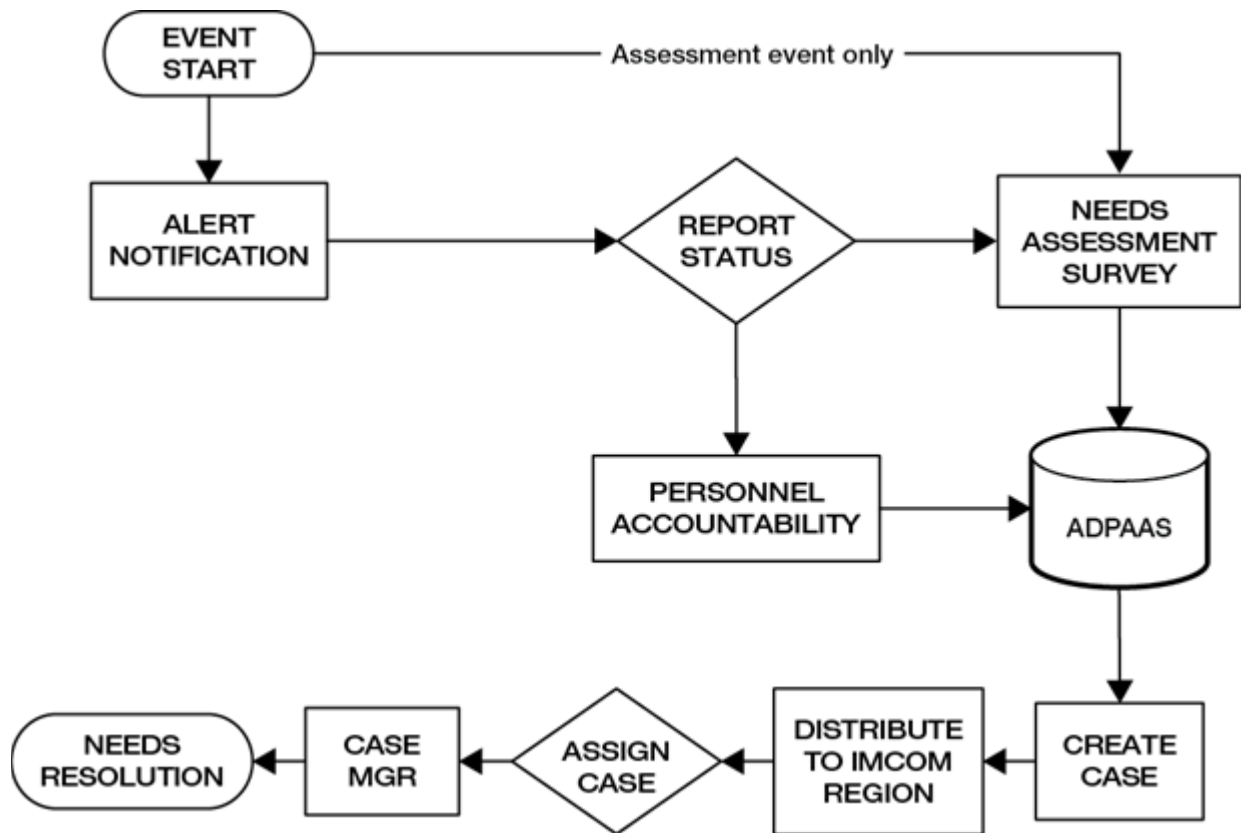 EVENT
START
Assessment event only
ALERT
NOTIFICATION
REPORT
STATUS
NEEDS
ASSESSMENT
SURVEY
PERSONNEL
ACCOUNTABILITY
ADPAAS
NEEDS
RESOLUTION
CASE
MGR
ASSIGN
CASE
DISTRIBUTE
TO IMCOM
REGION
CREATE
CASE